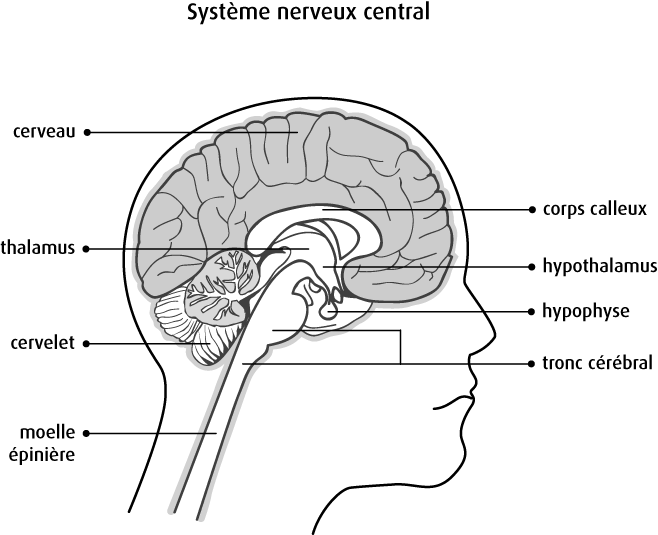 Système nerveux central
cerveau
thalamus
cervelet
moelle
épinière
corps calleux
hypothalamus
hypophyse
tronc cérébral